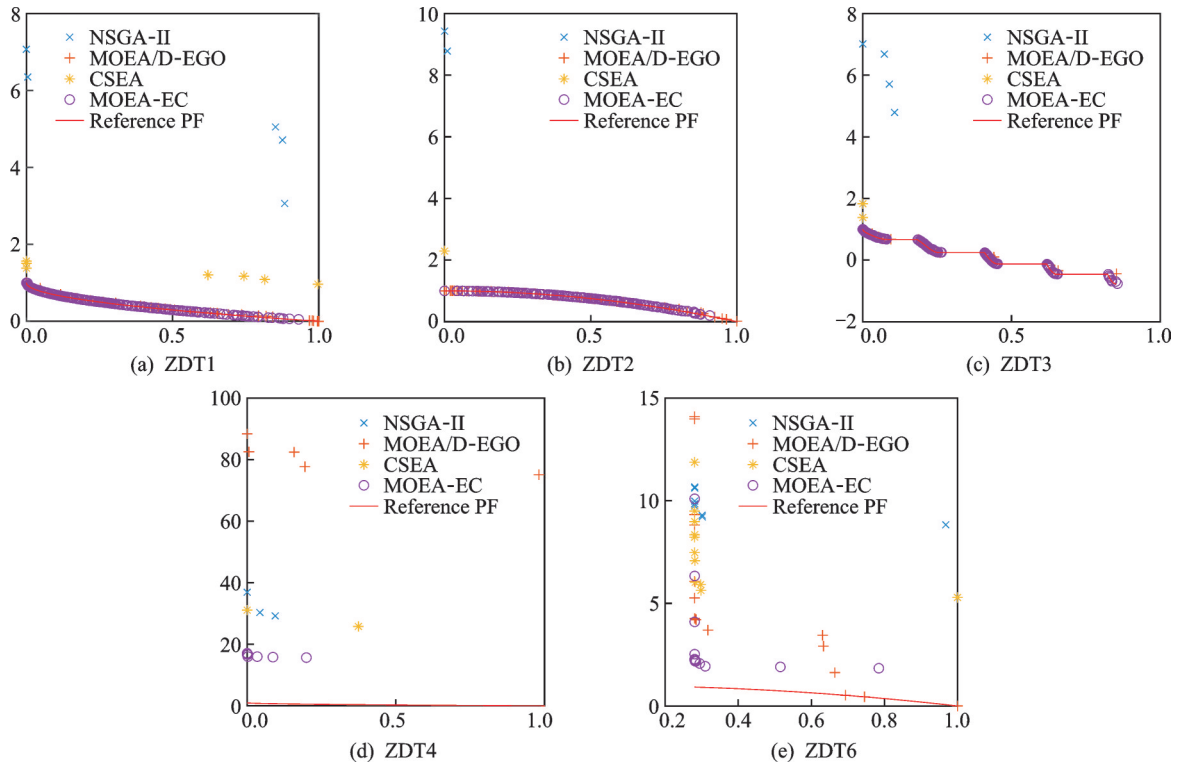 8
6
4
2
0
0.5
1.0
NSGA-II
MOEA/D-EGO
CSEA
MOEA-EC
Reference PF
(a) ZDT1
10
8
6
4
2
0
0.0
0.5
1.0
NSGA-II
MOEA/D-EGO
CSEA
MOEA-EC
Reference PF
(b) ZDT2
8
6
4
2
0
−2
0.0
0.5
1.0
NSGA-II
MOEA/D-EGO
CSEA
MOEA-EC
Reference PF
(c) ZDT3
100
80
60
40
20
0
0.0
0.5
1.0
NSGA-II
MOEA/D-EGO
CSEA
MOEA-EC
Reference PF
(d) ZDT4
15
10
5
0
0.2
0.4
0.6
0.8
1.0
NSGA-II
MOEA/D-EGO
CSEA
MOEA-EC
Reference PF
(e) ZDT6